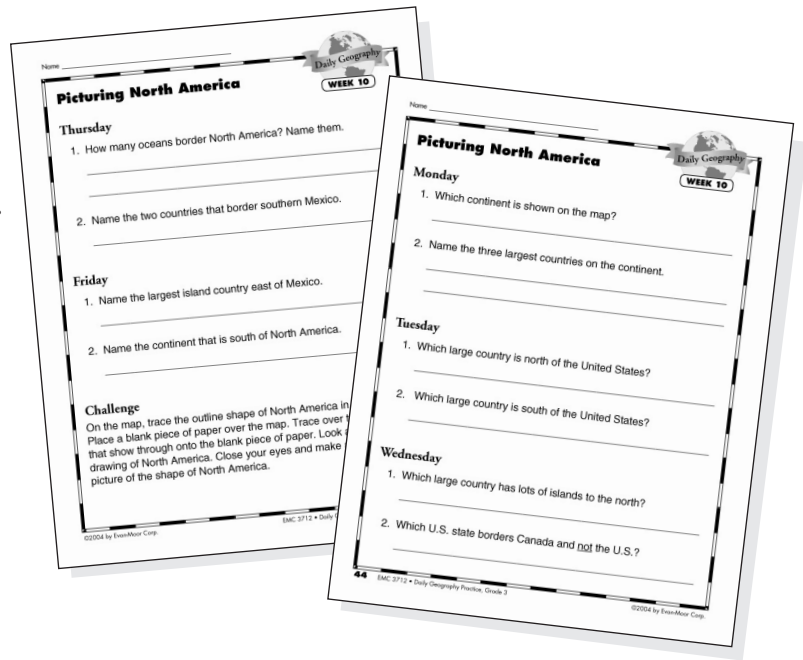 Name
Daily Geography
WEEK 10
Picturing North America
Thursday
1. How many oceans border North America? Name them.
2. Name the two countries that border southern Mexico.
Friday
1. Name the largest island country east of Mexico.
2. Name the continent that is south of North America.
Challenge
On the map, trace the outline shape of North America in
Place a blank piece of paper over the map. Trace over
that show through onto the blank piece of paper. Look
drawing of North America. Close your eyes and make
picture of the shape of North America.
©2004 by Evan-Moor Corp.
EMC 3712 • Daily
Name
Daily Geography
WEEK 10
Picturing North America
Monday
1. Which continent is shown on the map?
2. Name the three largest countries on the continent.
Tuesday
1. Which large country is north of the United States?
2. Which large country is south of the United States?
Wednesday
1. Which large country has lots of islands to the north?
2. Which U.S. state borders Canada and not the U.S.?
44 EMC 3712 • Daily Geography Practice, Grade 3
©2004 by Evan-Moor Corp.